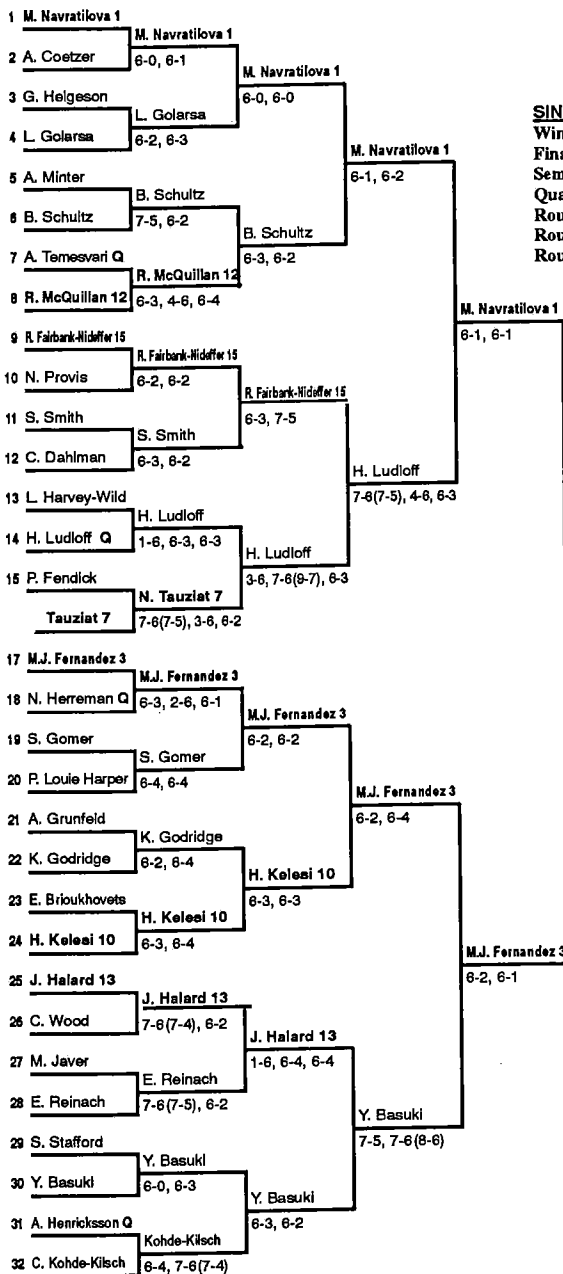 1 M. Navratilova 1
2 A. Coetzer
3 G. Helgeson
4 L. Golarsa
5 A. Minter
6 B. Schultz
7 A. Temesvari Q
8 R. McQuillan 12
9 R. Fairbank-Nideffer 15
10 N. Provis
11 S. Smith
12 C. Dahlman
13 L. Harvey-Wild
14 H. Ludloff Q
15 P. Fendick
Tauziat 7
17 M.J. Fernandez 3
18 N. Herreman Q
19 S. Gomer
20 P. Louie Harper
21 A. Grunfeld
22 K. Godridge
23 E. Brioukhovets
24 H. Kelesi 10
25 J. Halard 13
26 C. Wood
27 M. Javer
28 E. Reinach
29 S. Stafford
30 Y. Basuki
31 A. Henricksson Q
32 C. Kohde-Kilsch
M. Navratilova 1
6-0, 6-1
L. Golarsa
6-2, 6-3
B. Schultz
7-5, 6-2
R. McQuillan 12
6-3, 4-6, 6-4
R. Fairbank-Nideffer 15
6-2, 6-2
S. Smith
6-3, 6-2
H. Ludloff
1-6, 6-3, 6-3
N. Tauziat 7
7-6(7-5), 3-6, 6-2
M.J. Fernandez 3
6-3, 2-6, 6-1
S. Gomer
6-4, 6-4
K. Godridge
6-2, 6-4
H. Kelesi 10
6-3, 6-4
J. Halard 13
7-6(7-4), 6-2
E. Reinach
7-6(7-5), 6-2
Y. Basuki
6-0, 6-3
Kohde-Kilsch
6-4, 7-6(7-4)
M. Navratilova 1
6-0, 6-0
B. Schultz
6-3, 6-2
R. Fairbank-Nideffer 15
6-3, 7-5
H. Ludloff
3-6, 7-6(9-7), 6-3
M.J. Fernandez 3
6-2, 6-2
H. Kelesi 10
6-3, 6-3
J. Halard 13
1-6, 6-4, 6-4
Y. Basuki
6-3, 6-2
M. Navratilova 1
6-1, 6-2
H. Ludloff
7-6(7-5), 4-6, 6-3
M.J. Fernandez 3
6-2, 6-4
Y. Basuki
7-5, 7-6(8-6)
M. Navratilova 1
6-1, 6-1
M.J. Fernandez 3
6-2, 6-1
SIN
Win
Fina
Sem
Qua
Rou
Rou
Rou